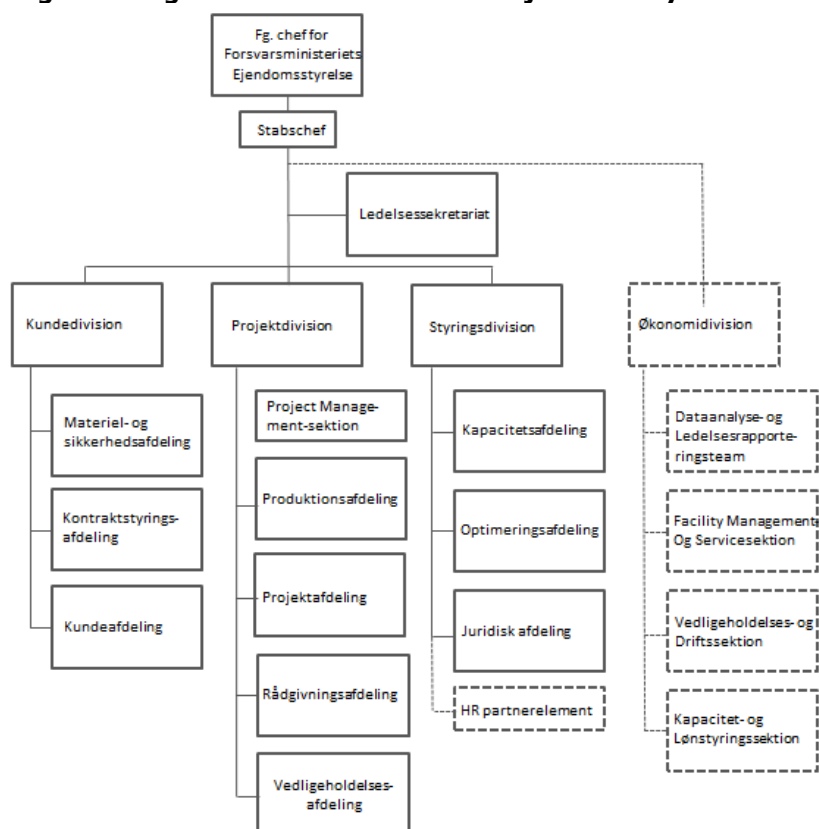 Fg. chef for
Forsvarsministeriets
Ejendomsstyrelse
Stabschef
Ledelsessekretariat
Kundedivision
Projektdivision
Styringsdivision
Økonomidivision
Materiel- og
sikkerhedsafdeling
Kontraktstyrings-
afdeling
Kundeafdeling
Project Manage-
ment-sektion
Produktionsafdeling
Projektafdeling
Rådgivningsafdeling
Vedligeholdelses-
afdeling
Kapacitetsafdeling
Optimeringsafdeling
Juridisk afdeling
HR partnerelement
Dataanalyse- og
Ledelsesrapporte-
ringsteam
Facility Management-
Og Servicesektion
Vedligeholdelses- og
Driftssektion
Kapacitet- og
Lønstyringssektion